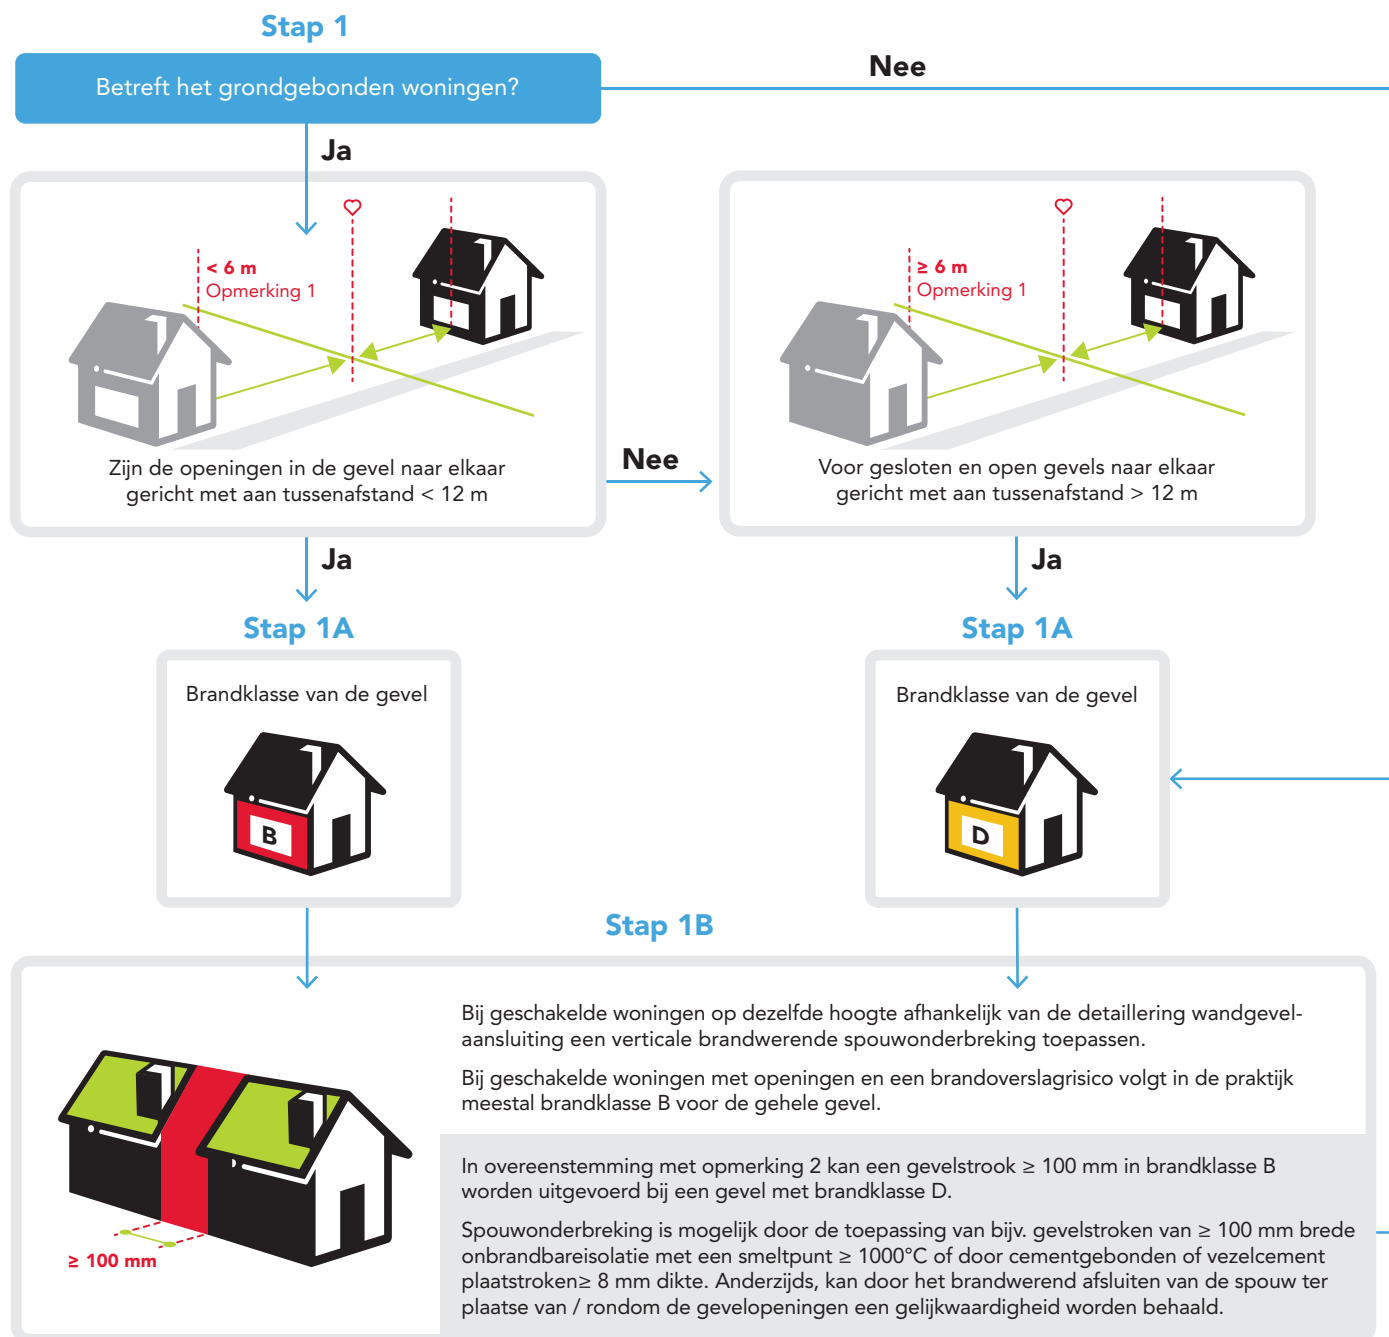 Stap 1
Betreft het grondgebonden woningen?
Nee
Ja
< 6 m
Opmerking 1
Zijn de openingen in de gevel naar elkaar
gericht met aan tussenafstand < 12 m
Nee
≥ 6 m
Opmerking 1
Voor gesloten en open gevels naar elkaar
gericht met aan tussenafstand > 12 m
Ja
Ja
Stap 1A
Brandklasse van de gevel
B
Stap 1A
Brandklasse van de gevel
D
Stap 1B
≥ 100 mm
Bij geschakelde woningen op dezelfde hoogte afhankelijk van de detaillering wandgevel-
aansluiting een verticale brandwerende spouwonderbreking toepassen.
Bij geschakelde woningen met openingen en een brandoverslagrisico volgt in de praktijk
meestal brandklasse B voor de gehele gevel.
In overeenstemming met opmerking 2 kan een gevelstrook ≥ 100 mm in brandklasse B
worden uitgevoerd bij een gevel met brandklasse D.
Spouwonderbreking is mogelijk door de toepassing van bijv. gevelstroken van ≥ 100 mm brede
onbrandbareisolatie met een smeltpunt ≥ 1000°C of door cementgebonden of vezelcement
plaatstroken≥ 8 mm dikte. Anderzijds, kan door het brandwerend afsluiten van de spouw ter
plaatse van / rondom de gevelopeningen een gelijkwaardigheid worden behaald.